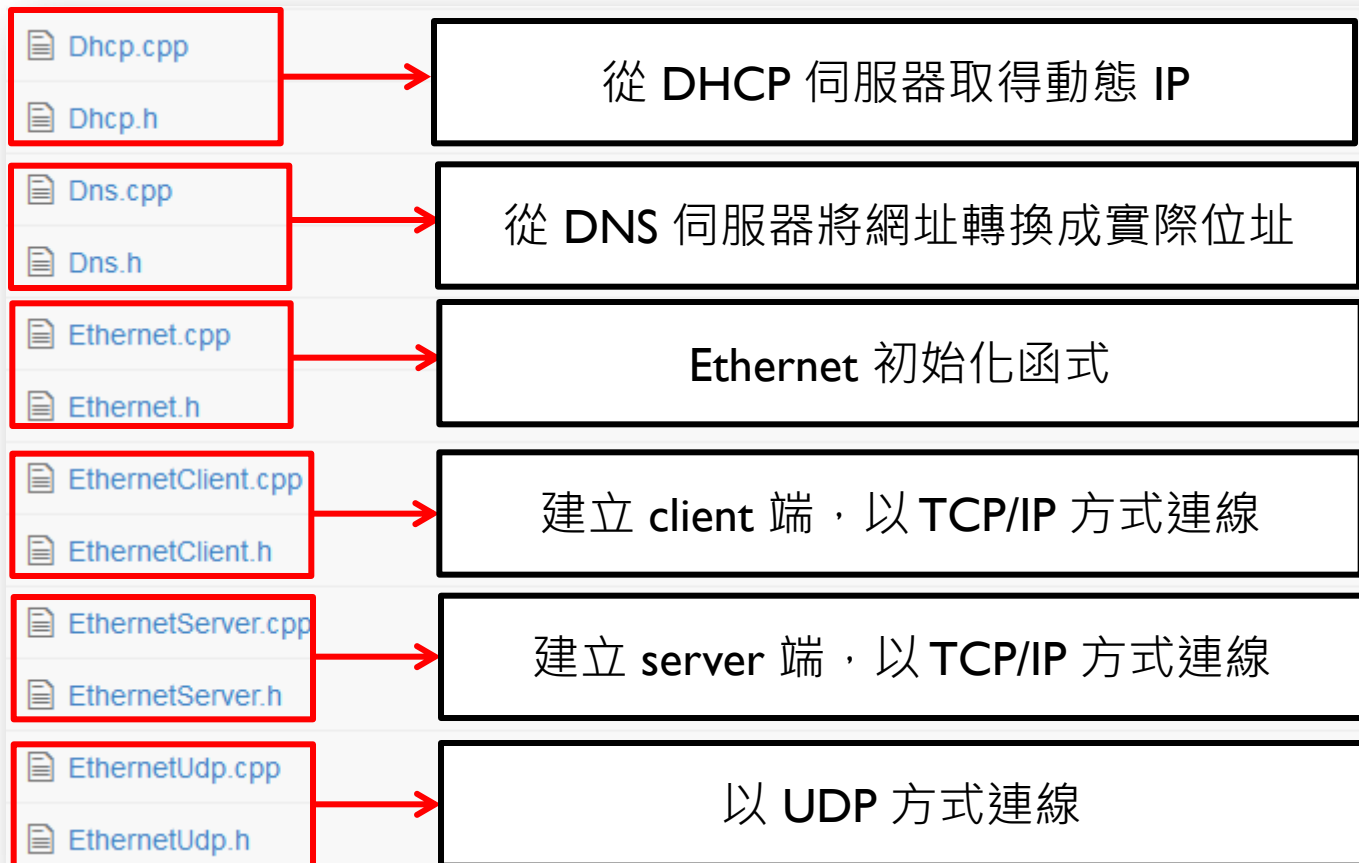 Dhcp.cpp
Dhcp.h
從 DHCP 伺服器取得動態 IP
Dns.cpp
Dns.h
從 DNS 伺服器將網址轉換成實際位址
Ethernet.cpp
Ethernet.h
Ethernet 初始化函式
EthernetClient.cpp
EthernetClient.h
建立 client 端，以 TCP/IP 方式連線
EthernetServer.cpp
EthernetServer.h
建立 server 端，以 TCP/IP 方式連線
EthernetUdp.cpp
EthernetUdp.h
以 UDP 方式連線